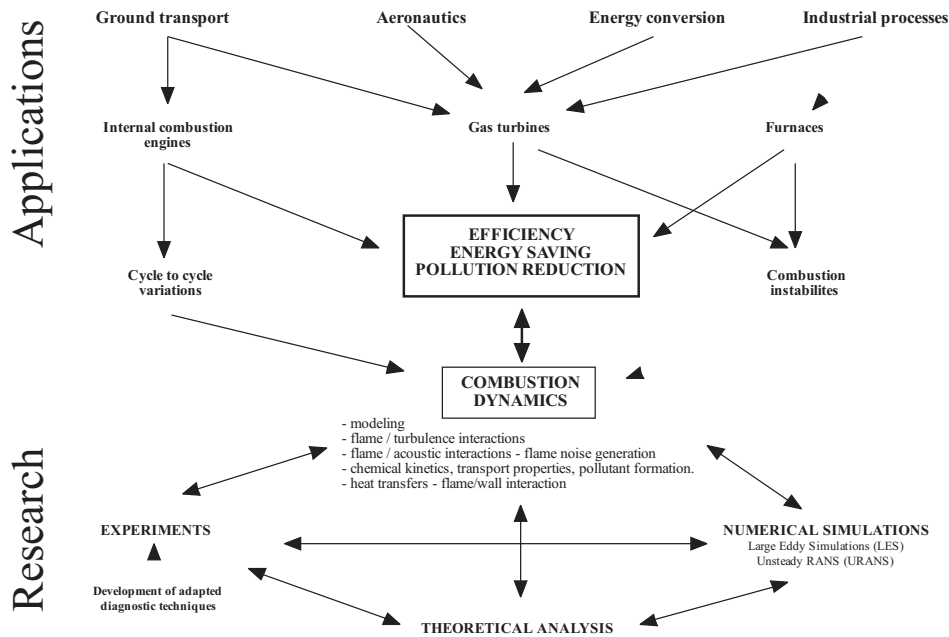 Applications
Ground transport
Aeronautics
Energy conversion
Industrial processes
Internal combustion
engines
Gas turbines
Furnaces
EFFICIENCY
ENERGY SAVING
POLLUTION REDUCTION
Cycle to cycle
variations
Combustion
instabilites
Research
COMBUSTION
DYNAMICS
- modeling
- flame / turbulence interactions
- flame / acoustic interactions - flame noise generation
- chemical kinetics, transport properties, pollutant formation.
- heat transfers - flame/wall interaction
EXPERIMENTS
NUMERICAL SIMULATIONS
Large Eddy Simulations (LES)
Unsteady RANS (URANS)
Development of adapted
diagnostic techniques
THEORETICAL ANALYSIS